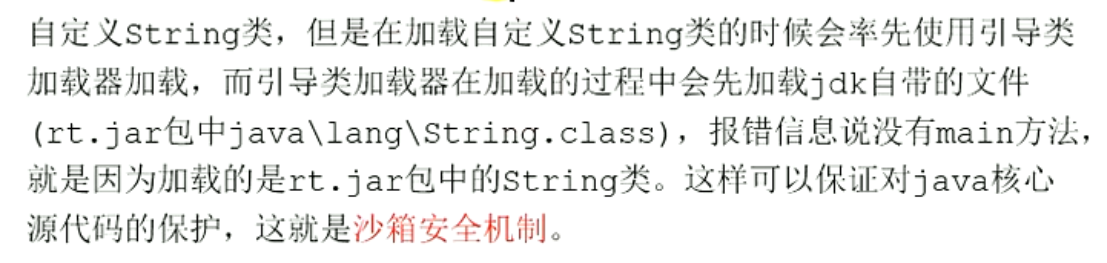 自定义String类，但是在加载自定义String类的时候会率先使用引导类
加载器加载，而引导类加载器在加载的过程中会先加载jdk自带的文件
(rt.jar包中java\lang\String.class)，报错信息说没有main方法，
就是因为加载的是rt.jar包中的String类。这样可以保证对java核心
源代码的保护，这就是沙箱安全机制。